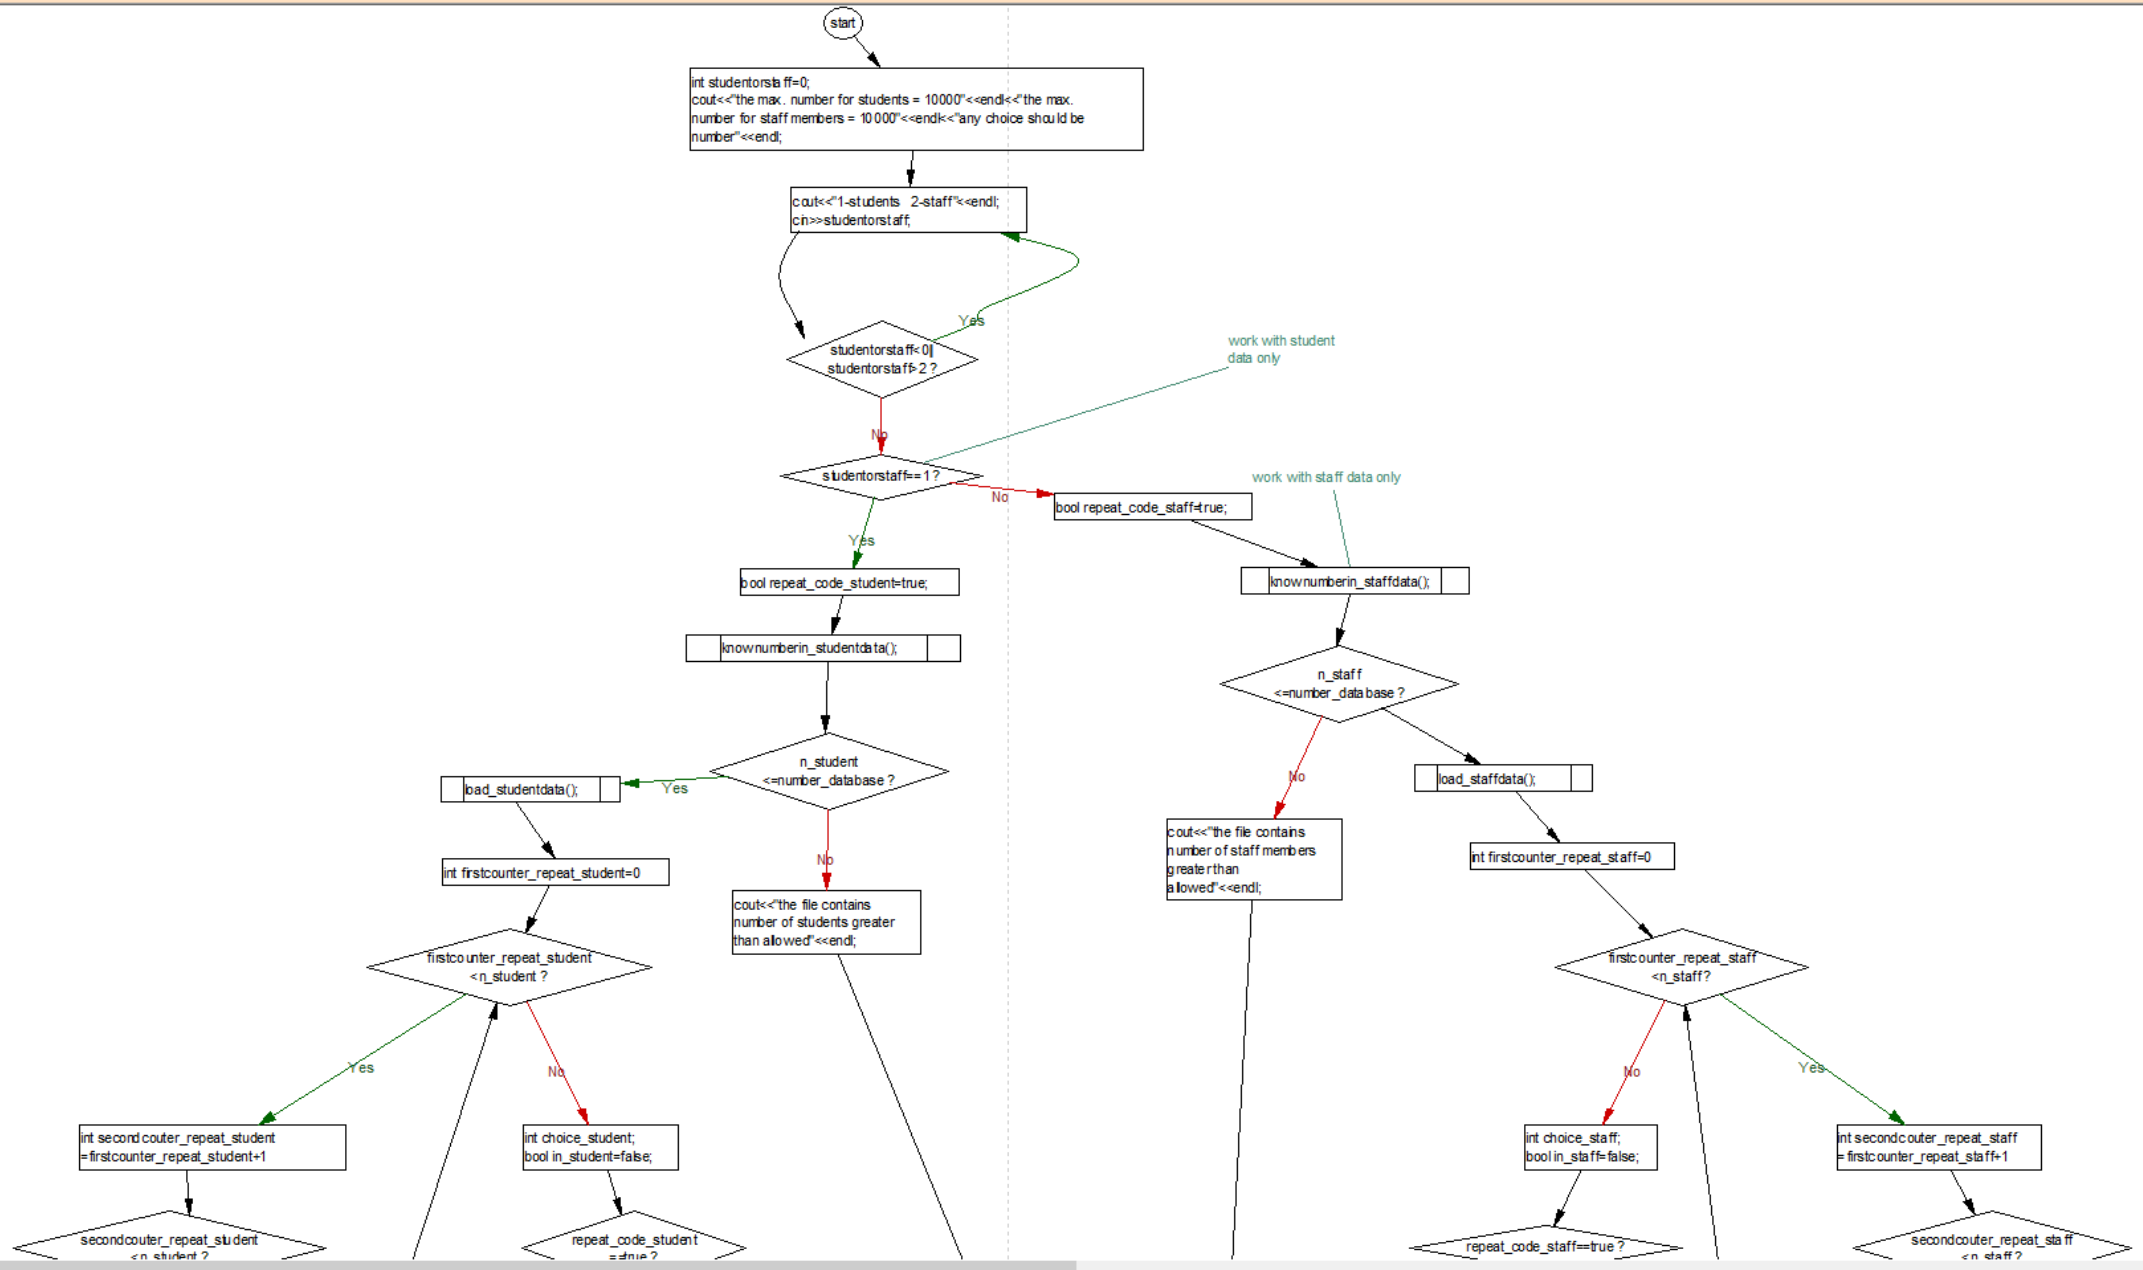 start
int studentorstaff=0;
cout<<"the max. number for students = 10000"<<endl<<"the max.
number for staff members = 10000"<<endl<<"any choice should be
number"<<endl;
cout<<"1-students   2-staff"<<endl;
cin>>studentorstaff;
Yes
studentorstaff<0||
studentorstaff>2 ?
work with student
data only
No
studentorstaff==1 ?
No
work with staff data only
bool repeat_code_staff=true;
Yes
bool repeat_code_student=true;
knownumberin_staffdata();
knownumberin_studentdata();
n_staff
<=number_database ?
n_student
<=number_database ?
Yes
load_studentdata();
No
load_staffdata();
int firstcounter_repeat_student=0
No
cout<<"the file contains
number of staff members
greater than
allowed"<<endl;
int firstcounter_repeat_staff=0
cout<<"the file contains
number of students greater
than allowed"<<endl;
firstcounter_repeat_student
<n_student ?
firstcounter_repeat_staff
<n_staff?
Yes
No
No
Yes
int secondcouter_repeat_student
=firstcounter_repeat_student+1
int choice_student;
bool in_student=false;
int choice_staff;
bool in_staff=false;
int secondcouter_repeat_staff
= firstcounter_repeat_staff+1
secondcouter_repeat_student
<n_student ?
repeat_code_student
==true ?
repeat_code_staff==true ?
secondcouter_repeat_staff
<n_staff ?